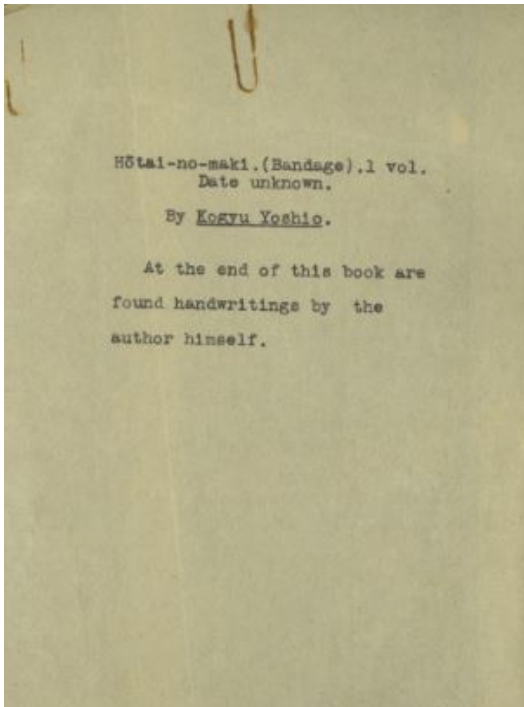 Hōtai-no-maki.(Bandage).1 vol.
Date unknown.
By Kogyu Yoshio.
At the end of this book are
found handwritings by the
author himself.